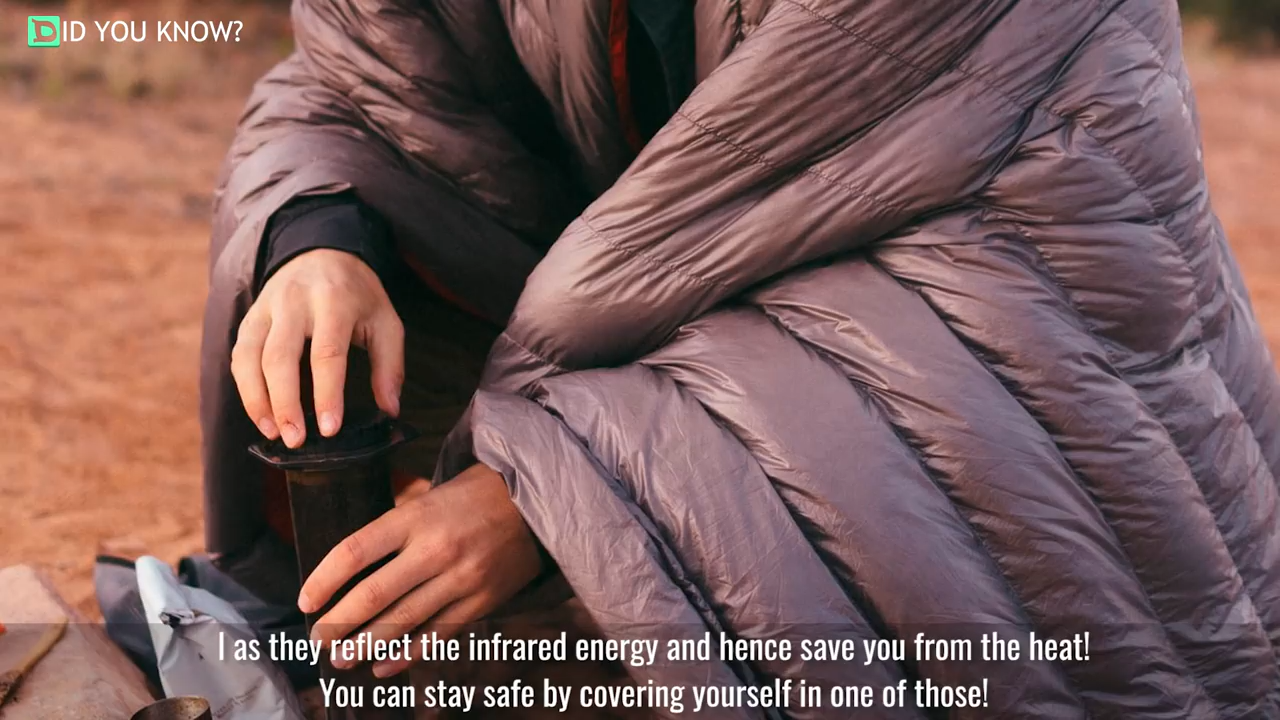 DID YOU KNOW?
I as they reflect the infrared energy and hence save you from the heat!
You can stay safe by covering yourself in one of those!